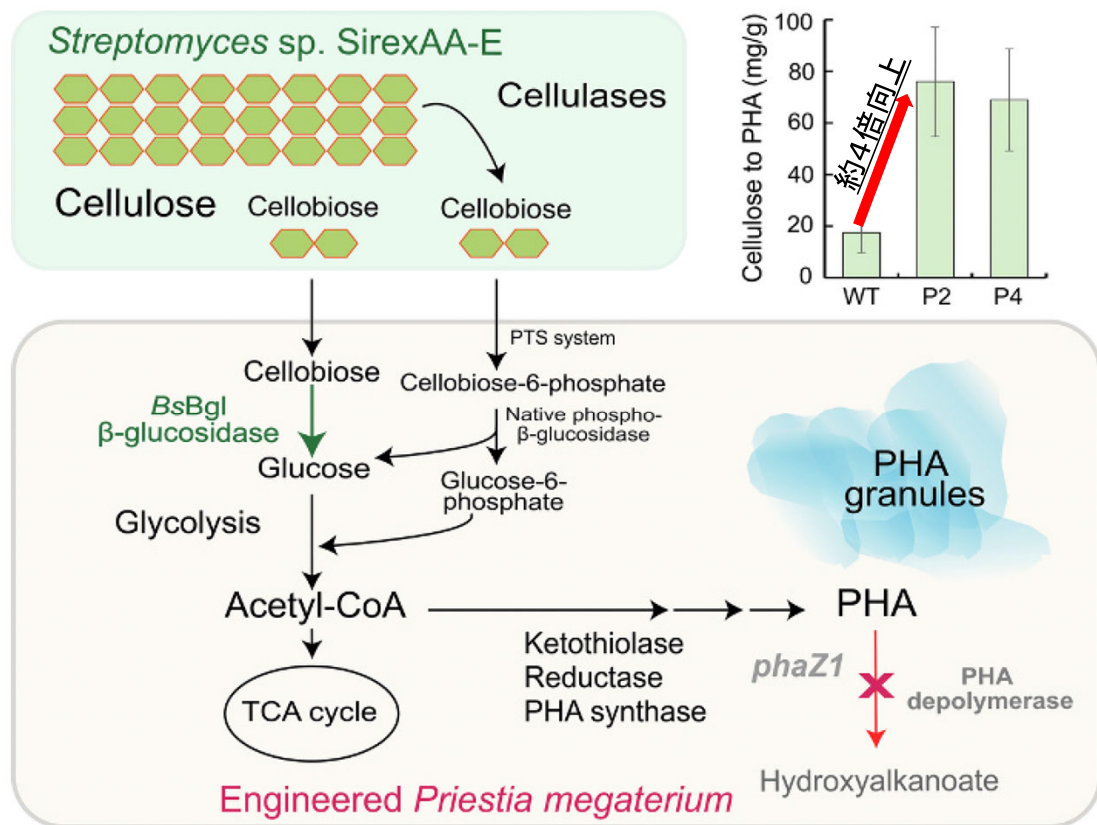 Streptomyces sp. SirexAA-E
Cellulases
Cellulose
Cellobiose
Cellobiose
Cellulose to PHA (mg/g)
100
80
60
40
20
0
約4倍向上
WT
P2
P4
PTS system
Cellobiose
Cellobiose-6-phosphate
BsBgl
β-glucosidase
Native phospho-
β-glucosidase
Glucose
Glucose-6-
phosphate
Glycolysis
PHA
granules
Acetyl-CoA
PHA
Ketothiolase
Reductase
PHA synthase
phaZ1
PHA
depolymerase
TCA cycle
Hydroxyalkanoate
Engineered Priestia megaterium